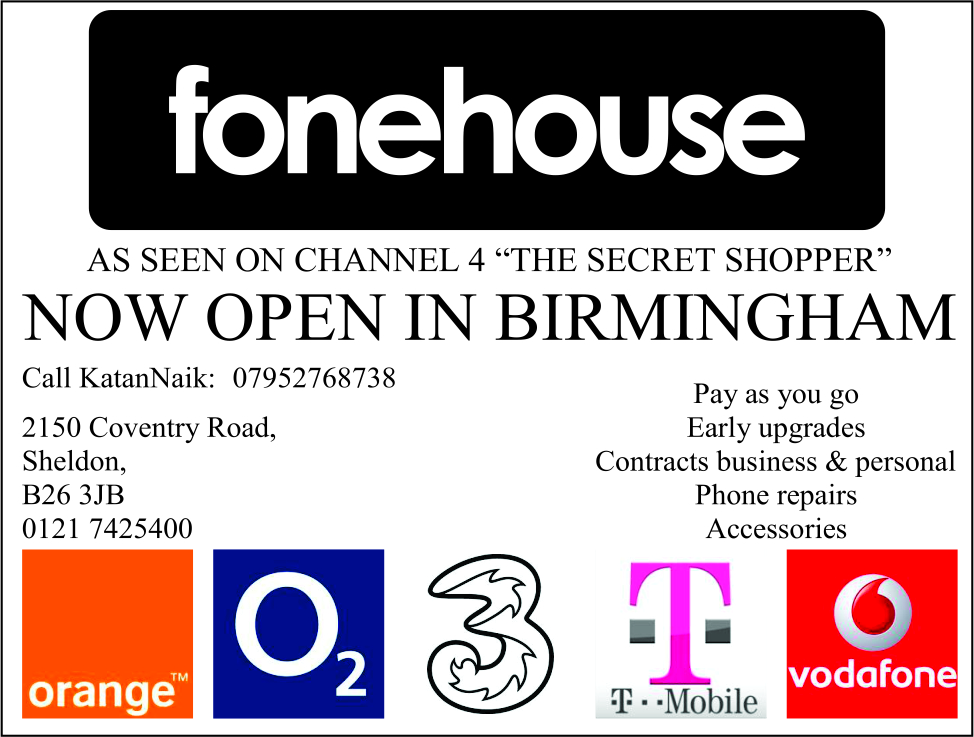 fonehouse
AS SEEN ON CHANNEL 4 “THE SECRET SHOPPER”
NOW OPEN IN BIRMINGHAM
Call KatanNaik: 07952768738
2150 Coventry Road,
Sheldon,
B26 3JB
0121 7425400
Pay as you go
Early upgrades
Contracts business & personal
Phone repairs
Accessories
orange™
O2
3
T
T··Mobile
vodafone